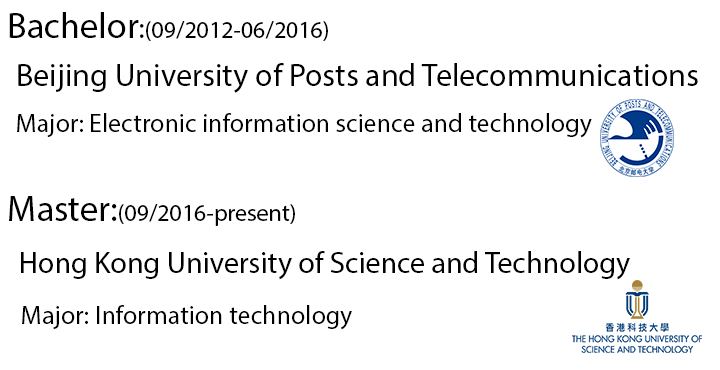 Bachelor:(09/2012-06/2016)
Beijing University of Posts and Telecommunications
Major: Electronic information science and technology
BEIJING UNIVERSITY OF POSTS AND TELECOMMUNICATIONS
北京邮电大学
Master:(09/2016-present)
Hong Kong University of Science and Technology
Major: Information technology
香港科技大學
THE HONG KONG UNIVERSITY OF
SCIENCE AND TECHNOLOGY